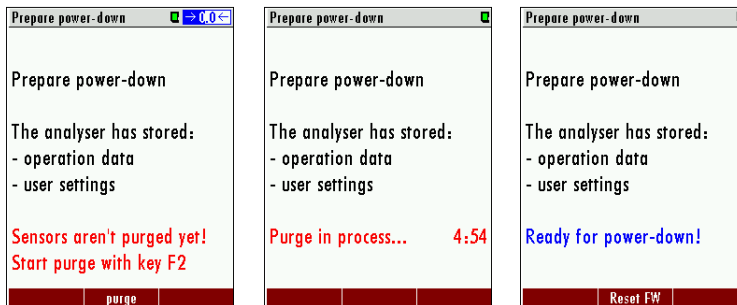 Prepare power-down →0.0←
Prepare power-down
The analyser has stored:
- operation data
- user settings
Sensors aren't purged yet!
Start purge with key F2
purge
Prepare power-down
Prepare power-down
The analyser has stored:
- operation data
- user settings
Purge in process... 4:54
Prepare power-down
Prepare power-down
The analyser has stored:
- operation data
- user settings
Ready for power-down!
Reset FW